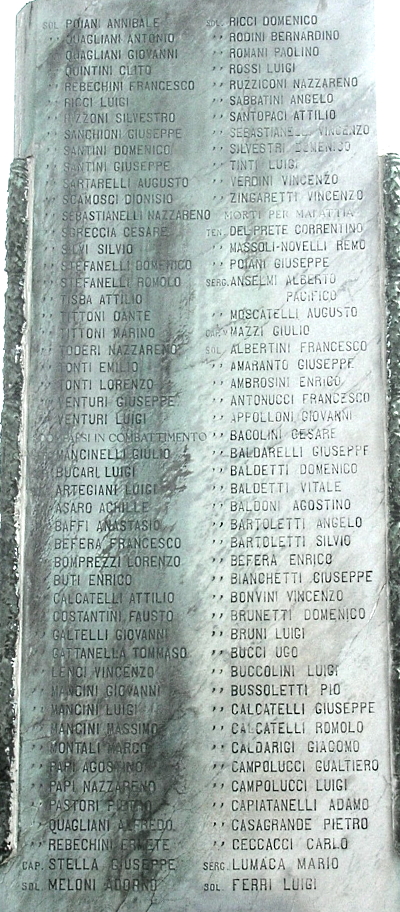 SOL. POIANI ANNIBALE
,, QUAGLIANI ANTONIO
,, QUAGLIANI GIOVANNI
,, QUINTINI CLITO
,, REBECHINI FRANCESCO
,, RICCI LUIGI
,, RIZZONI SILVESTRO
,, SANCHIONI GIUSEPPE
,, SANTINI DOMENICO
,, SANTINI GIUSEPPE
,, SARTARELLI AUGUSTO
,, SCAMOSCI DIONISIO
,, SEBASTIANELLI NAZZARENO
,, SGRECCIA CESARE
,, SILVI SILVIO
,, STEFANELLI DOMENICO
,, STEFANELLI ROMOLO
,, TISBA ATTILIO
,, TITTONI DANTE
,, TITTONI MARINO
,, TODERI NAZZARENO
,, TONTI EMILIO
,, TONTI LORENZO
,, VENTURI GIUSEPPE
,, VENTURI LUIGI
DISPERSI IN COMBATTIMENTO
MANCINELLI GIULIO
BUCARI LUIGI
ARTEGIANI LUIGI
ASARO ACHILLE
BAFFI ANASTASIO
BEFERA FRANCESCO
BOMPREZZI LORENZO
BUTI ENRICO
CALCATELLI ATTILIO
,, COSTANTINI FAUSTO
,, GALTELLI GIOVANNI
,, GATTANELLA TOMMASO
,, LENCI VINCENZO
,, MANCINI GIOVANNI
,, MANCINI LUIGI
,, MANCINI MASSIMO
,, MONTALI MARCO
,, PAPI AGOSTINO
,, PAPI NAZZARENO
,, PASTORI
,, QUAGLIANI ALFREDO
,, REBECHINI ERMETE
CAP. STELLA GIUSEPPE
SOL. MELONI ADORNO
SOL. RICCI DOMENICO
,, RODINI BERNARDINO
,, ROMANI PAOLINO
,, ROSSI LUIGI
,, RUZZICONI NAZZARENO
,, SABBATINI ANGELO
,, SANTOPACI ATTILIO
,, SEBASTIANELLI VINCENZO
,, SILVESTRI DOMENICO
,, TINTI LUIGI
,, VERDINI VINCENZO
,, ZINGARETTI VINCENZO
MORTI PER MALATTIA
TEN. DEL PRETE CORRENTINO
,, MASSOLI-NOVELLI REMO
,, POIANI GIUSEPPE
SERG. ANSELMI ALBERTO
PACIFICO
,, MOSCATELLI AUGUSTO
CAP. MAZZI GIULIO
SOL. ALBERTINI FRANCESCO
,, AMARANTO GIUSEPPE
,, AMBROSINI ENRICO
,, ANTONUCCI FRANCESCO
,, APPOLLONI GIOVANNI
,, BACOLINI CESARE
,, BALDARELLI GIUSEPPE
,, BALDETTI DOMENICO
,, BALDETTI VITALE
,, BALDONI AGOSTINO
,, BARTOLETTI ANGELO
,, BARTOLETTI SILVIO
,, BEFERA ENRICO
,, BIANCHETTI GIUSEPPE
,, BONVINI VINCENZO
,, BRUNETTI DOMENICO
,, BRUNI LUIGI
,, BUCCI UGO
,, BUCCOLINI LUIGI
,, BUSSOLETTI PIO
,, CALCATELLI GIUSEPPE
,, CALCATELLI ROMOLO
,, CALDARIGI GIACOMO
,, CAMPOLUCCI GUALTIERO
,, CAMPOLUCCI LUIGI
,, CAPIATANELLI ADAMO
,, CASAGRANDE PIETRO
,, CECCACCI CARLO
SERG. LUMACA MARIO
SOL. FERRI LUIGI